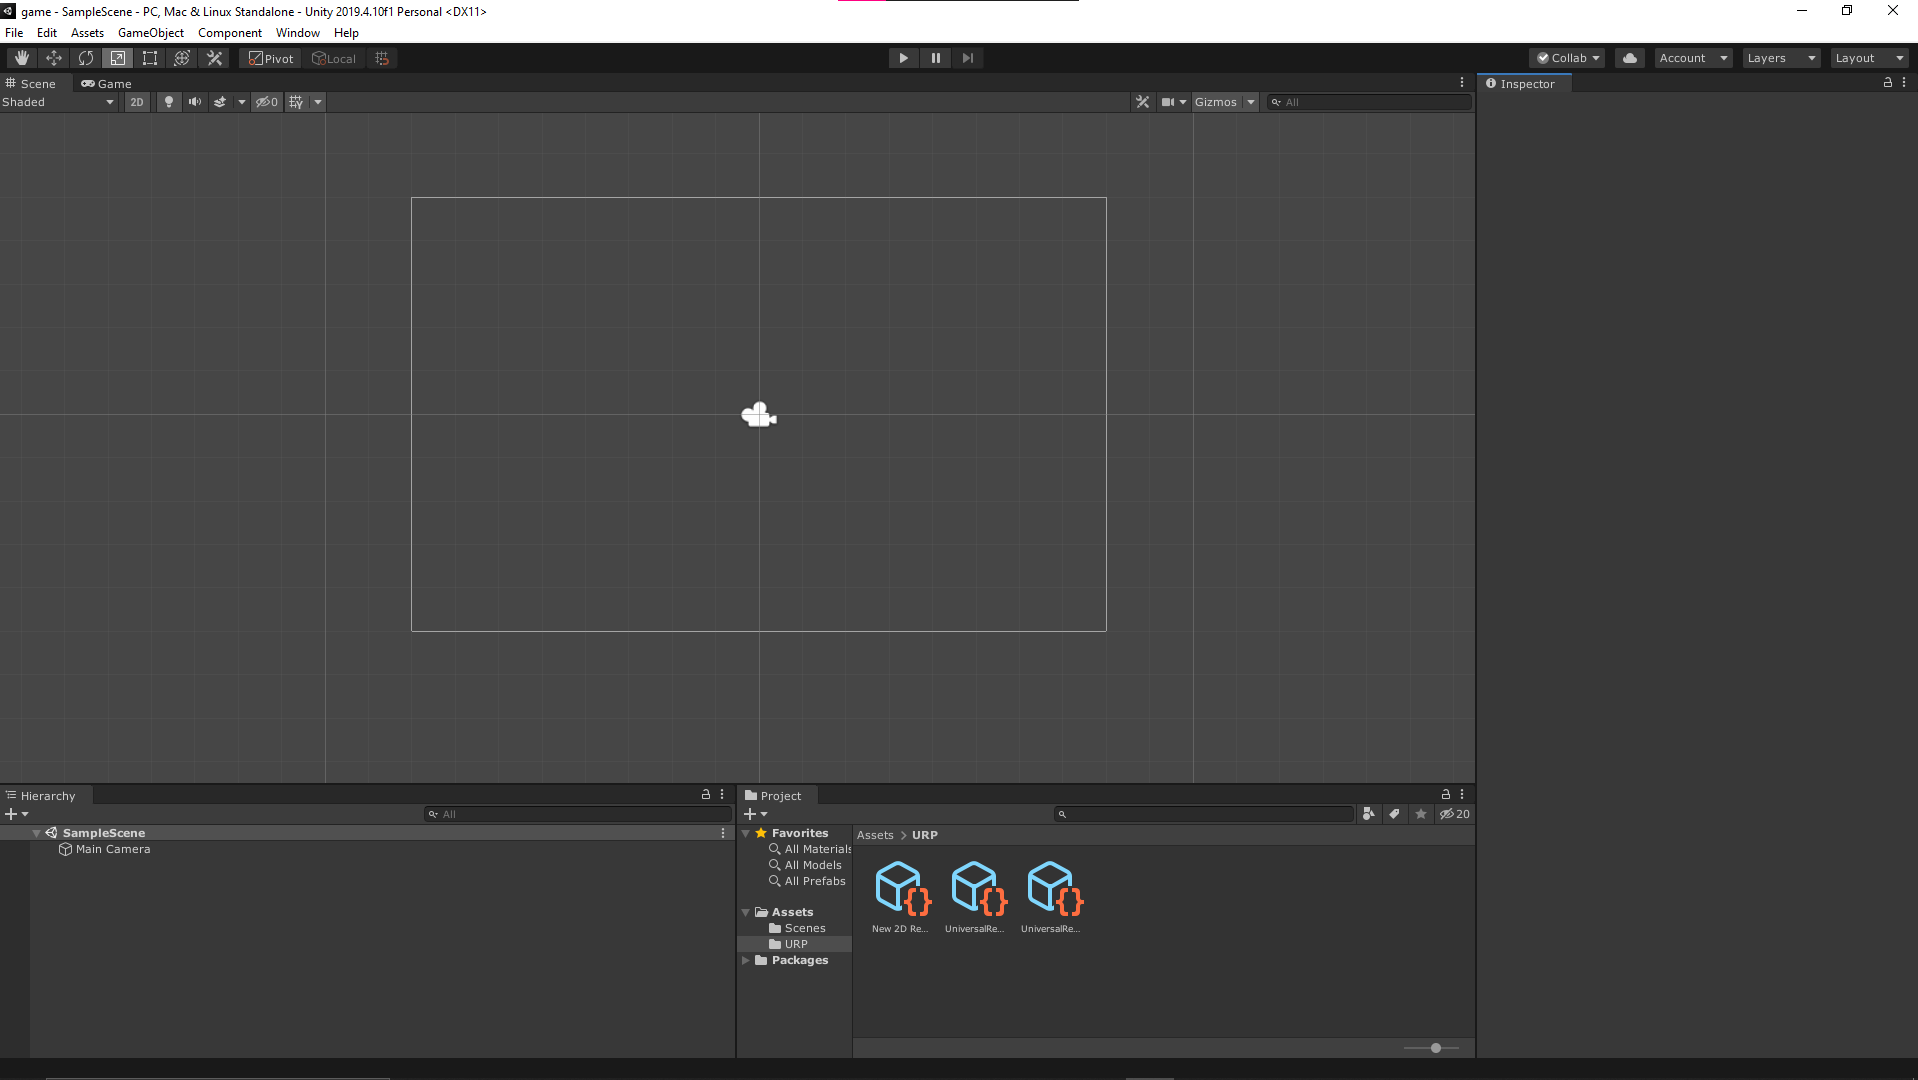 game - SampleScene - PC, Mac & Linux Standalone - Unity 2019.4.10f1 Personal <DX11>
File Edit Assets GameObject Component Window Help
Pivot Local Collab Account Layers Layout
Scene Game
Inspector
Shaded 2D 0 Gizmos All
Hierarchy
All
SampleScene
Main Camera
Project
20
Favorites
All Materials
All Models
All Prefabs
Assets
Scenes
URP
Packages
Assets > URP
New 2D Re... UniversalRe... UniversalRe...